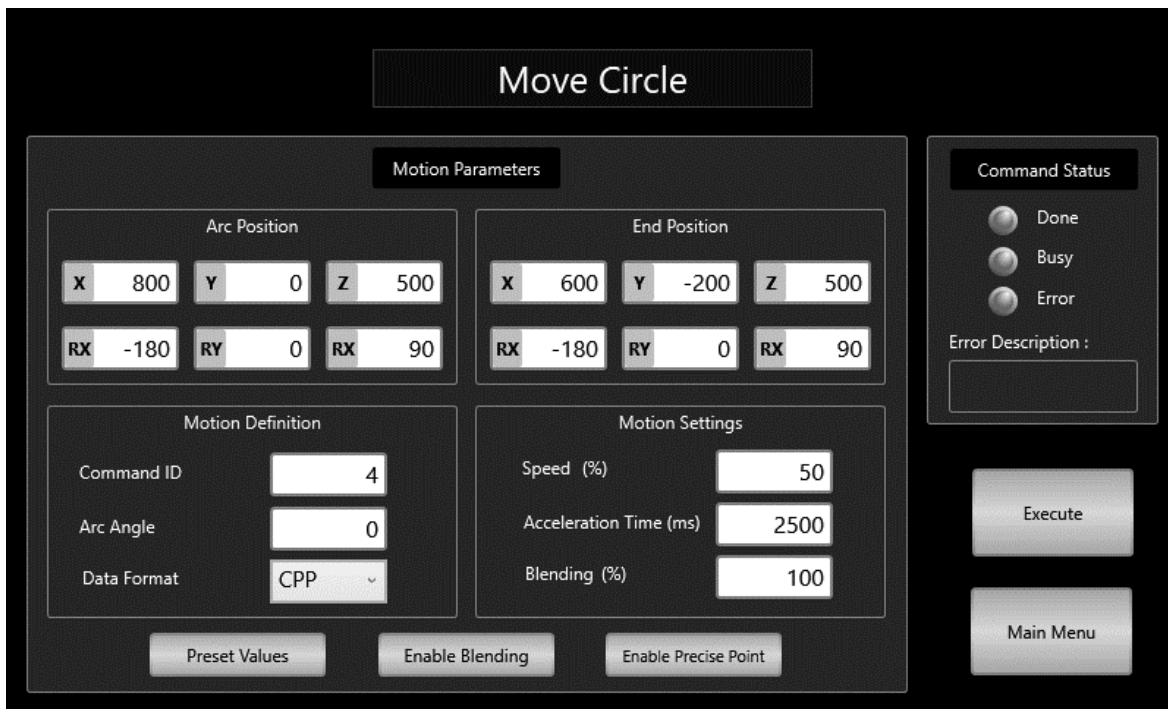 Move Circle
Motion Parameters
Arc Position
X 800 Y 0 Z 500
RX -180 RY 0 RX 90
End Position
X 600 Y -200 Z 500
RX -180 RY 0 RX 90
Motion Definition
Command ID 4
Arc Angle 0
Data Format CPP
Motion Settings
Speed (%) 50
Acceleration Time (ms) 2500
Blending (%) 100
Preset Values
Enable Blending
Enable Precise Point
Command Status
Done
Busy
Error
Error Description :
Execute
Main Menu